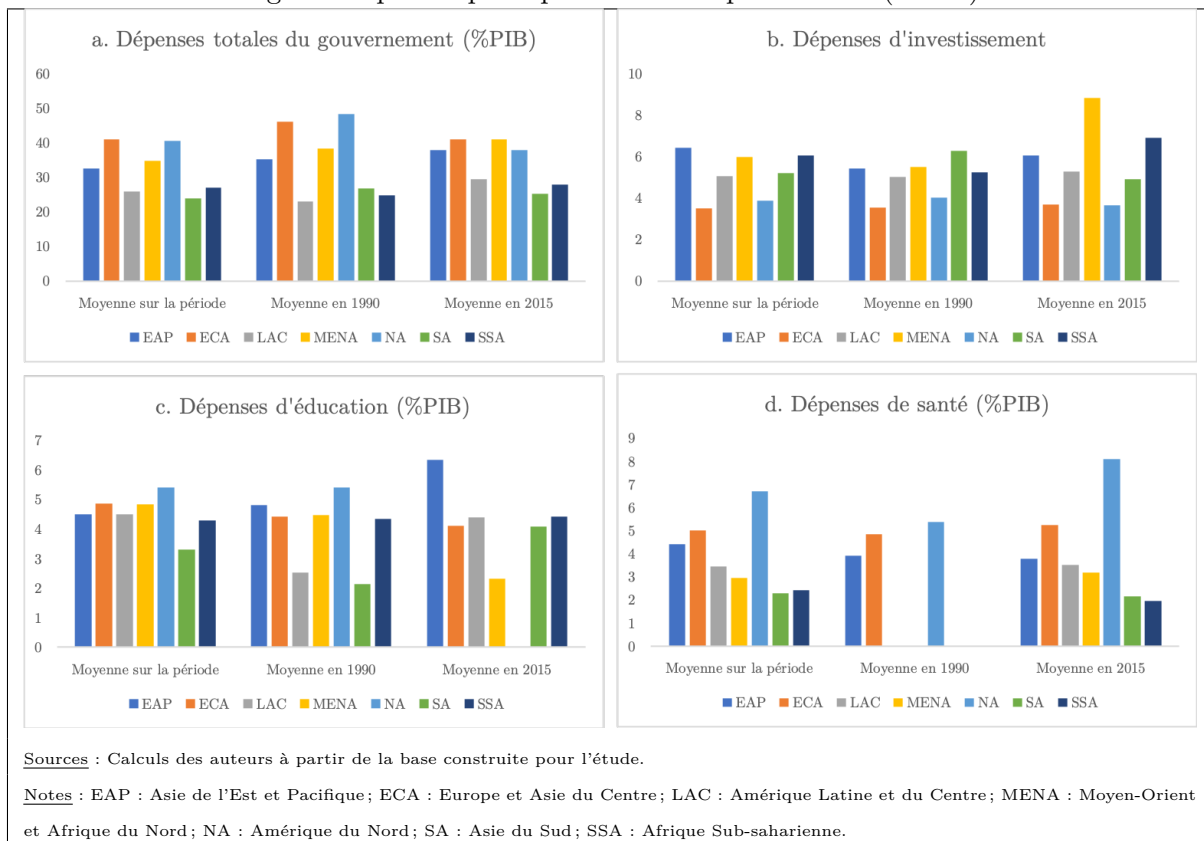 a. Dépenses totales du gouvernement (%PIB)
60
50
40
30
20
10
0
Moyenne sur la période Moyenne en 1990 Moyenne en 2015
EAP ECA LAC MENA NA SA SSA
b. Dépenses d'investissement
10
8
6
4
2
0
Moyenne sur la période Moyenne en 1990 Moyenne en 2015
EAP ECA LAC MENA NA SA SSA
c. Dépenses d'éducation (%PIB)
7
6
5
4
3
2
1
0
Moyenne sur la période Moyenne en 1990 Moyenne en 2015
EAP ECA LAC MENA NA SA SSA
d. Dépenses de santé (%PIB)
9
8
7
6
5
4
3
2
1
0
Moyenne sur la période Moyenne en 1990 Moyenne en 2015
EAP ECA LAC MENA NA SA SSA
Sources : Calculs des auteurs à partir de la base construite pour l'étude.
Notes : EAP : Asie de l'Est et Pacifique ; ECA : Europe et Asie du Centre ; LAC : Amérique Latine et du Centre ; MENA : Moyen-Orient
et Afrique du Nord ; NA : Amérique du Nord ; SA : Asie du Sud ; SSA : Afrique Sub-saharienne.